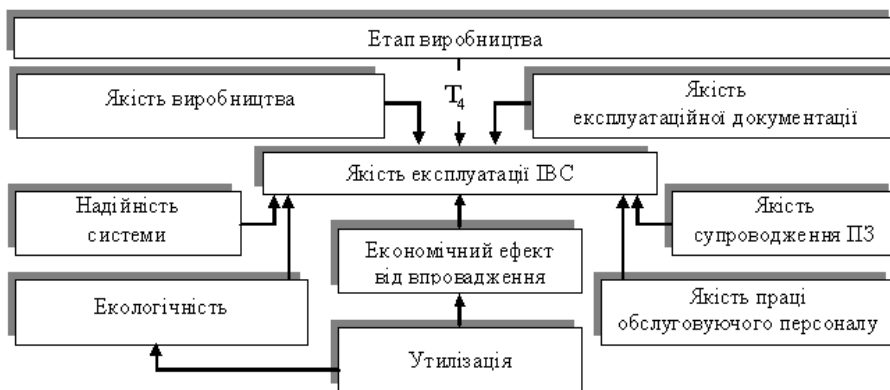 Етап виробництва
Якість виробництва
T4
Якість
експлуатаційної документації
Якість експлуатації ІВС
Надійність
системи
Економічний ефект
від впровадження
Якість
супроводження ПЗ
Екологічність
Якість праці
обслуговуючого персоналу
Утилізація